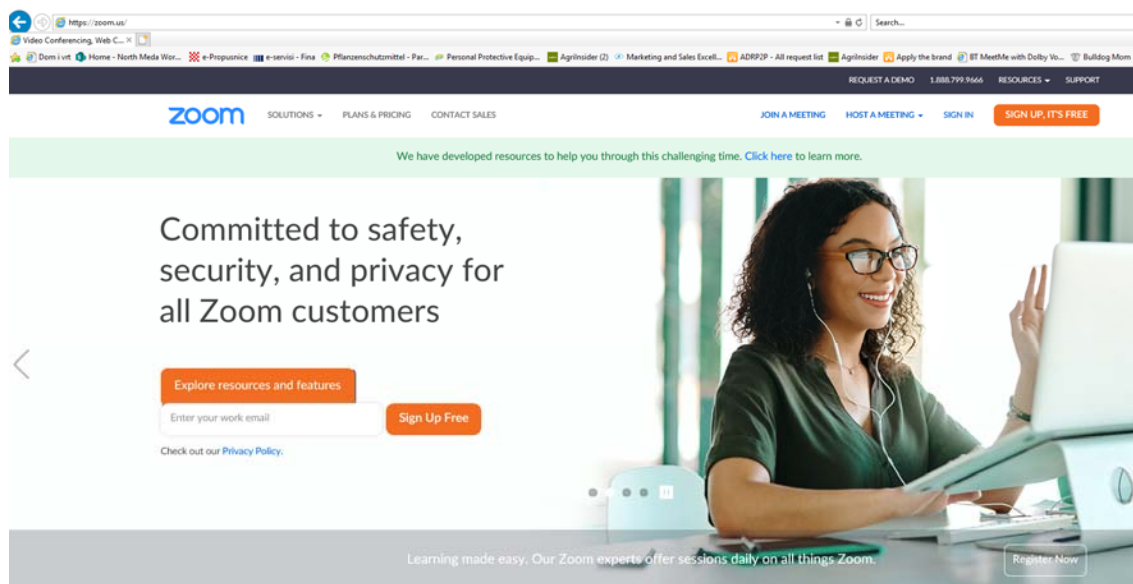 https://zoom.us/
Search...
Video Conferencing, Web C...
Dom i vrt Home - North Meda Wor... e-Propusnice e-servisi - Fina Pflanzenschutzmittel - Par... Personal Protective Equip... AgriInsider (2) Marketing and Sales Excell... ADRP2P - All request list AgriInsider Apply the brand BT MeetMe with Dolby Vo... Bulldog Mom
REQUEST A DEMO 1.888.799.9666 RESOURCES SUPPORT
zoom SOLUTIONS PLANS & PRICING CONTACT SALES JOIN A MEETING HOST A MEETING SIGN IN SIGN UP, IT'S FREE
We have developed resources to help you through this challenging time. Click here to learn more.
Committed to safety,
security, and privacy for
all Zoom customers
Explore resources and features
Enter your work email Sign Up Free
Check out our Privacy Policy.
Learning made easy. Our Zoom experts offer sessions daily on all things Zoom. Register Now